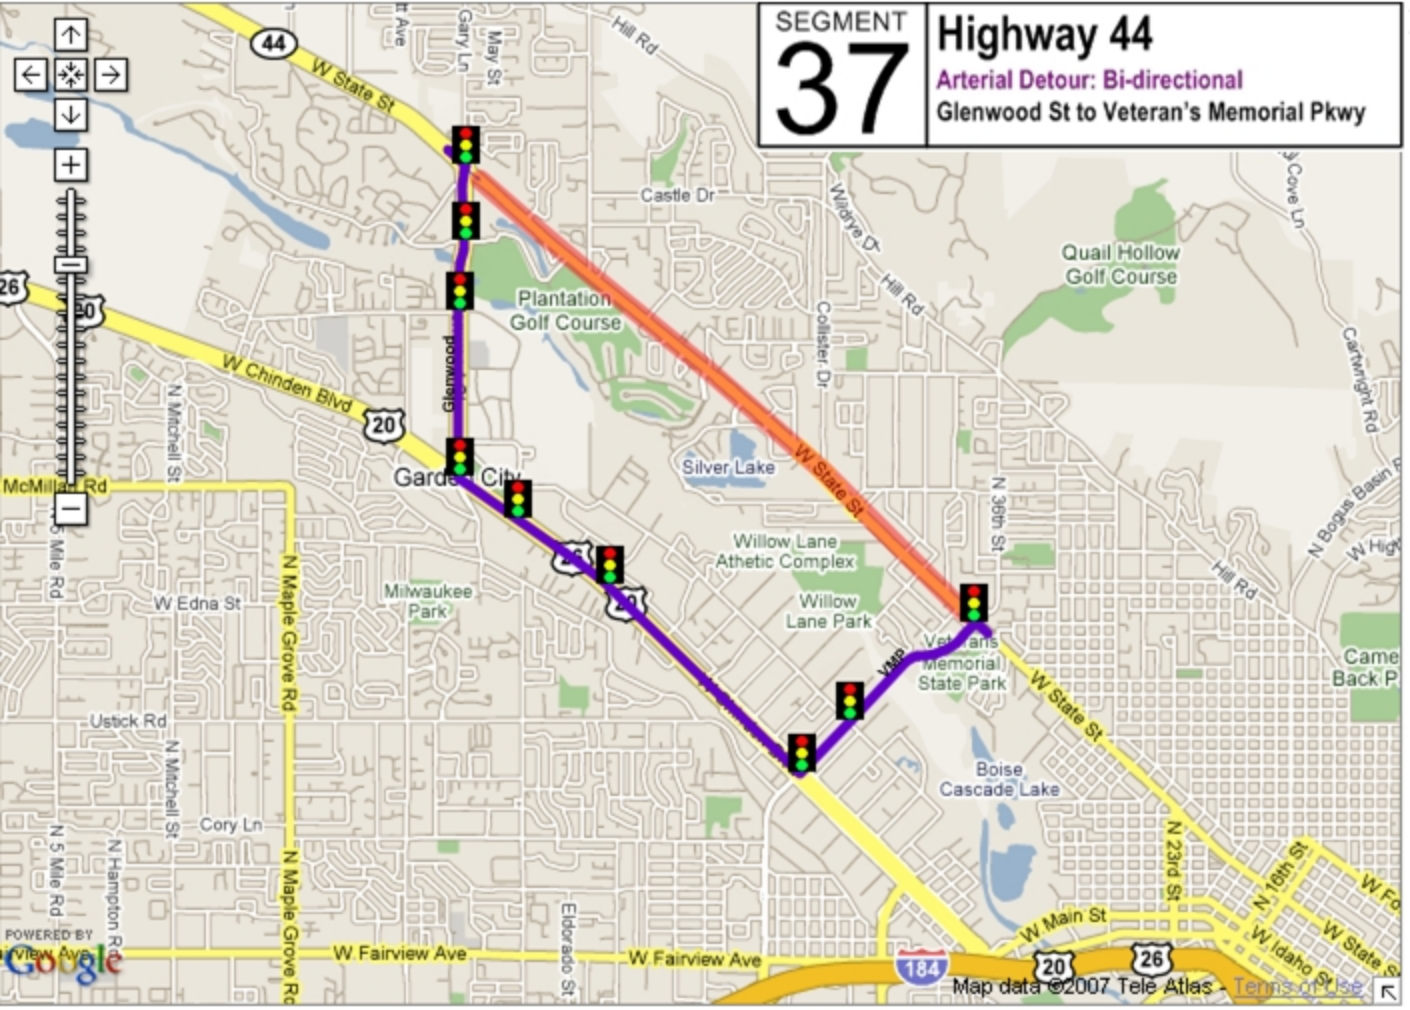 SEGMENT
37
Highway 44
Arterial Detour: Bi-directional
Glenwood St to Veteran's Memorial Pkwy
44
W State St
Gary Ln
May St
Hill Rd
Castle Dr
Wildrye Dr
Hill Rd
Quail Hollow
Golf Course
Cartwright Rd
Plantation
Golf Course
Collister Dr
26
20
W Chinden Blvd
20
N Mitchell St
Garden City
McMillan Rd
Silver Lake
W State St
N 36th St
N Bogus Basin
Hill Rd
Willow Lane
Athetic Complex
Willow
Lane Park
26
20
N 5 Mile Rd
W Edna St
Milwaukee
Park
N Maple Grove Rd
VMP
Veterans
Memorial
State Park
Came
Back P
Ustick Rd
N Mitchell St
W State St
Boise
Cascade Lake
Cory Ln
N 5 Mile Rd
N Hampton Rd
N Maple Grove Rd
N 23rd St
N 16th St
W Fo
W Main St
W State S
W Idaho St
Eldorado St
POWERED BY
Google
W Fairview Ave
W Fairview Ave
184
20
26
Map data ©2007 Tele Atlas - Terms of Use